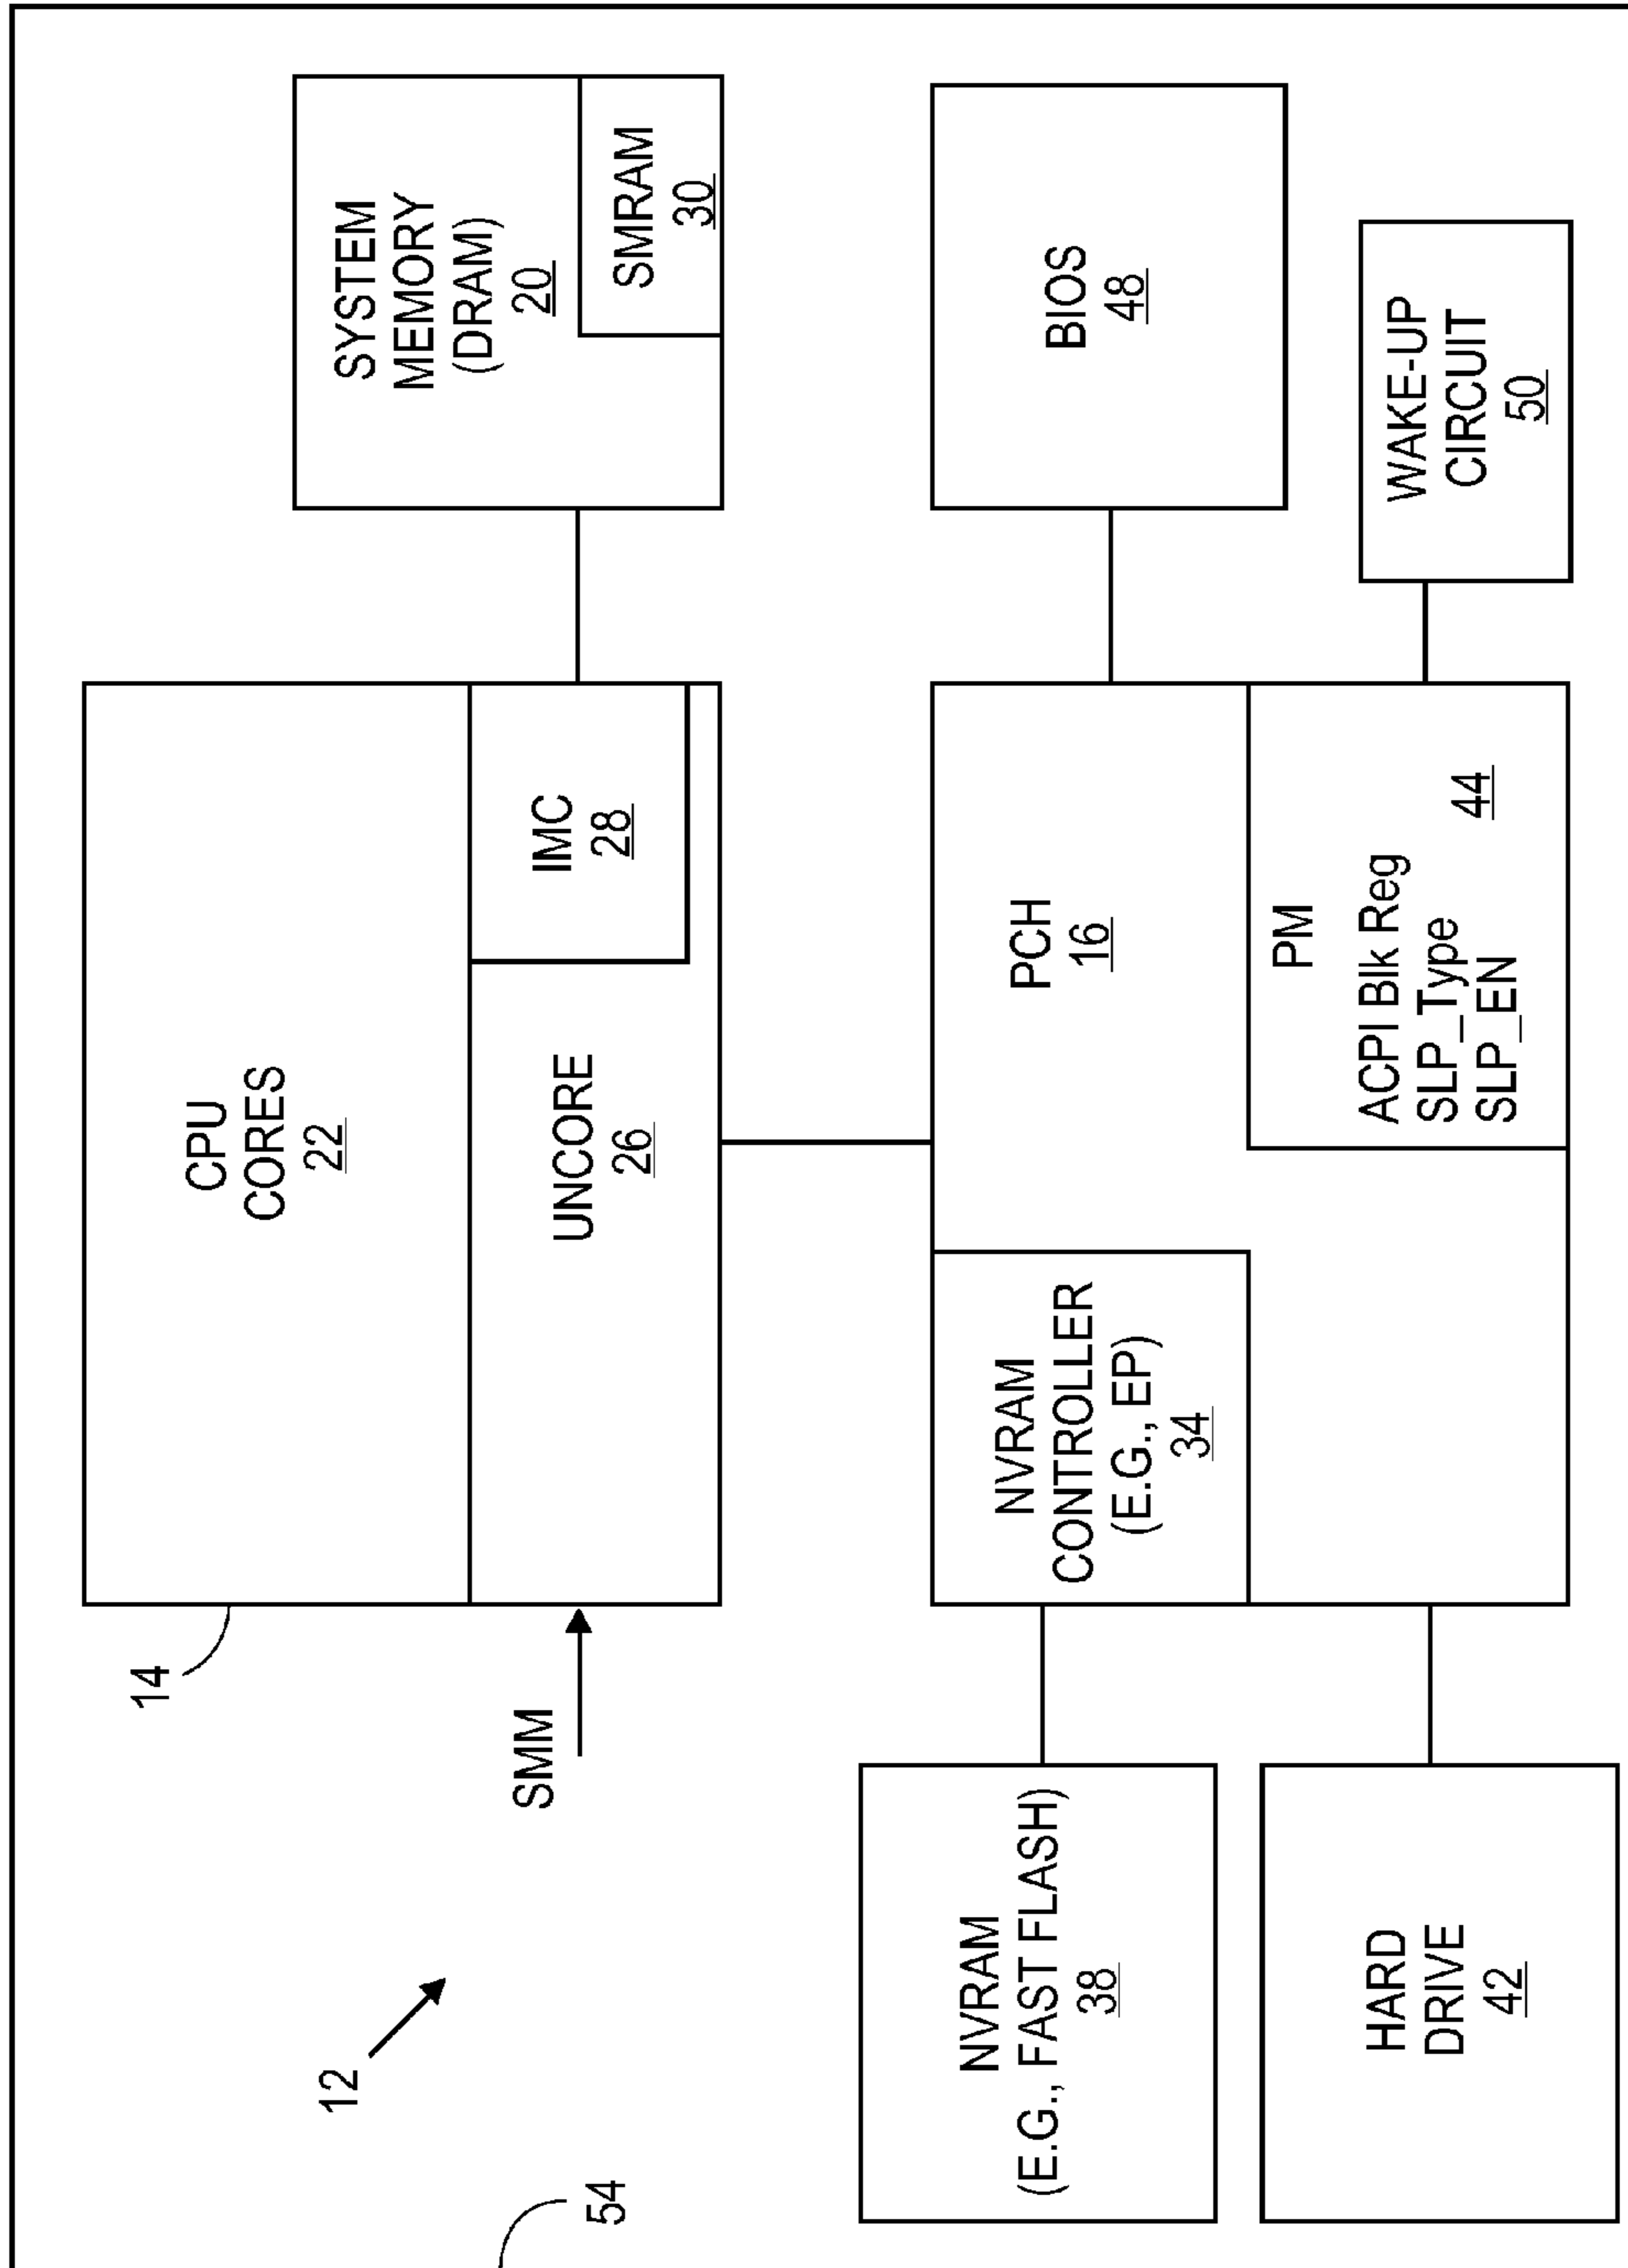 54
12
14
SMM
CPU
CORES
22
UNCORE
26
IMC
28
SYSTEM
MEMORY
(DRAM)
20
SMRAM
30
NVRAM
(E.G., FAST FLASH)
38
HARD
DRIVE
42
NVRAM
CONTROLLER
(E.G., EP)
34
PCH
16
PM
ACPI Blk Reg
SLP_Type
SLP_EN
44
BIOS
48
WAKE-UP
CIRCUIT
50